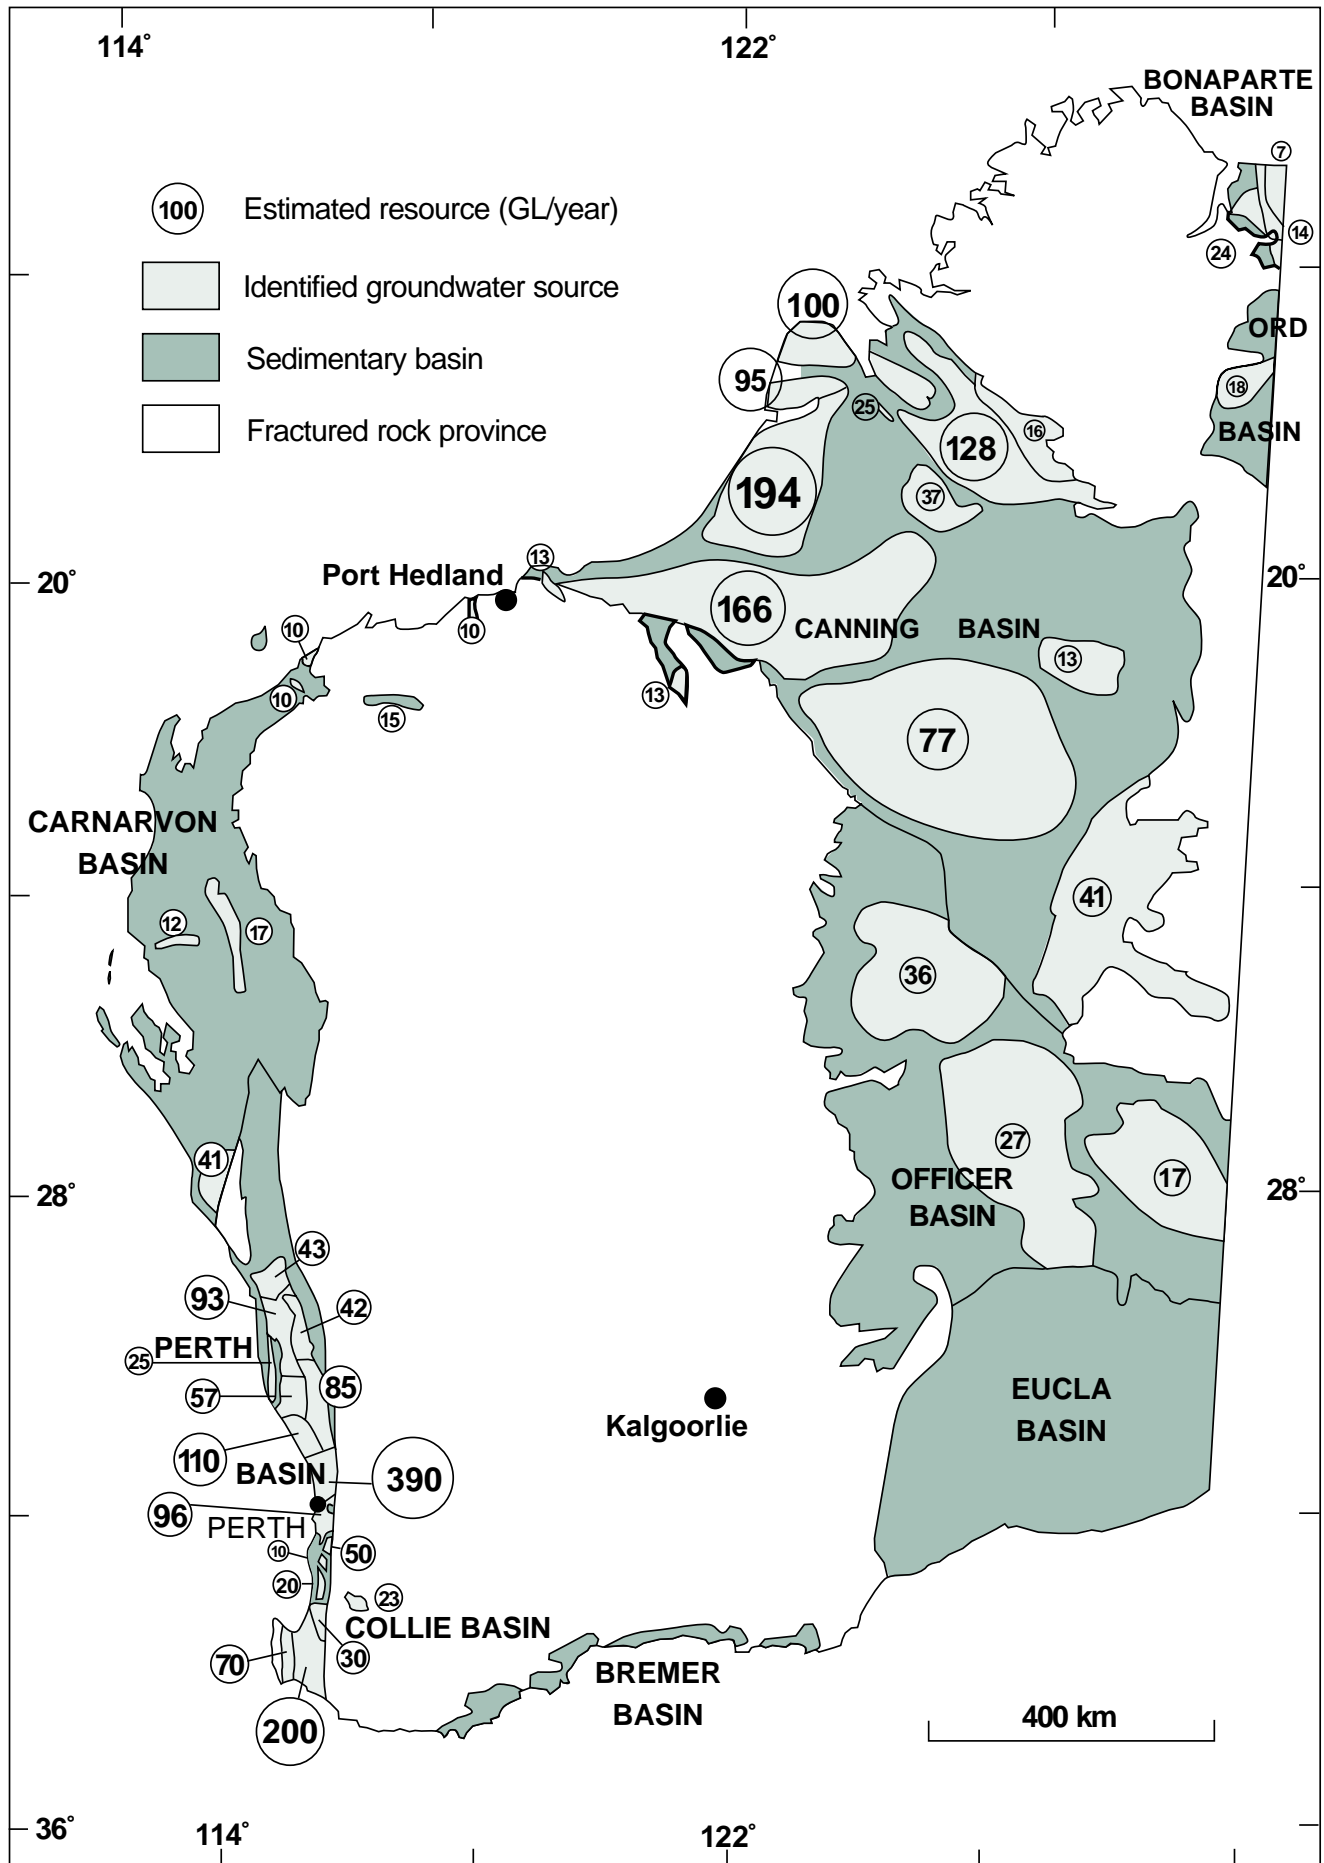 114°
122°
BONAPARTE
BASIN
7
100 Estimated resource (GL/year)
14
24
Identified groundwater source
100
ORD
Sedimentary basin
95
18
25
Fractured rock province
16
BASIN
128
194
37
13
Port Hedland
20°
20°
166
10
10
CANNING BASIN
13
10
13
15
77
CARNARVON
BASIN
41
12
17
36
27
41
17
OFFICER
BASIN
28°
28°
43
93
42
PERTH
25
85
57
EUCLA
BASIN
Kalgoorlie
110
BASIN
390
96
PERTH
10
50
20
23
COLLIE BASIN
30
70
BREMER
BASIN
200
400 km
36°
114°
122°